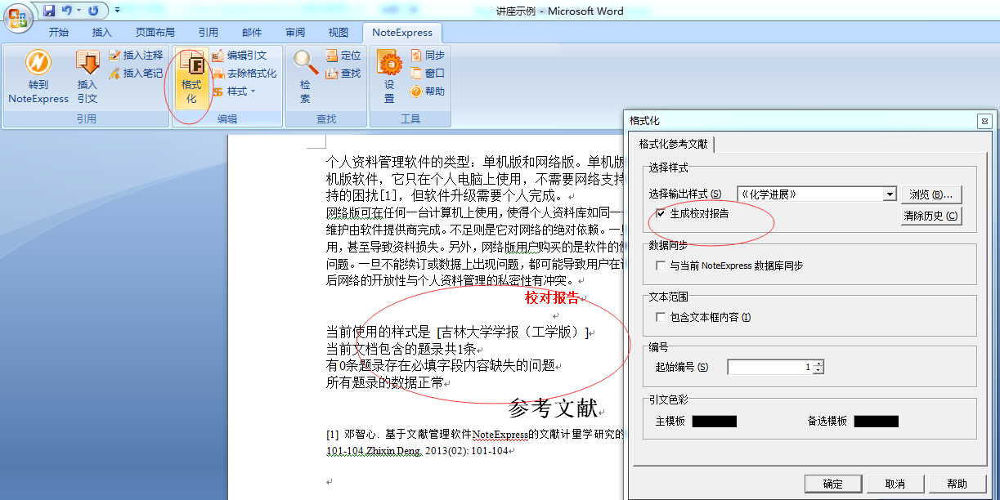 讲座示例 - Microsoft Word
开始 插入 页面布局 引用 邮件 审阅 视图 NoteExpress
转到 NoteExpress
插入 引文
插入注释
插入笔记
引用
格式 化
编辑引文
去除格式化
样式
编辑
检 索
定位
查找
查找
设 置
同步
窗口
帮助
工具
个人资料管理软件的类型：单机版和网络版。单机版
机版软件，它只在个人电脑上使用，不需要网络支持
持的困扰[1]，但软件升级需要个人完成。
网络版可在任何一台计算机上使用，使得个人资料库如同一
维护由软件提供商完成。不足则是它对网络的绝对依赖。一旦
用，甚至导致资料损失。另外，网络版用户购买的是软件的使
问题。一旦不能续订或数据上出现问题，都可能导致用户在
后网络的开放性与个人资料管理的私密性有冲突。
校对报告
当前使用的样式是 [吉林大学学报（工学版）]
当前文档包含的题录共1条
有0条题录存在必填字段内容缺失的问题
所有题录的数据正常
参考文献
[1] 邓智心. 基于文献管理软件NoteExpress的文献计量学研究的
101-104.Zhixin Deng. 2013(02): 101-104
格式化
格式化参考文献
选择样式
选择输出样式 (S) 《化学进展》 浏览 (B)...
生成校对报告
清除历史 (C)
数据同步
与当前 NoteExpress 数据库同步
文本范围
包含文本框内容 (I)
编号
起始编号 (S) 1
引文色彩
主模板 备选模板
确定 取消 帮助